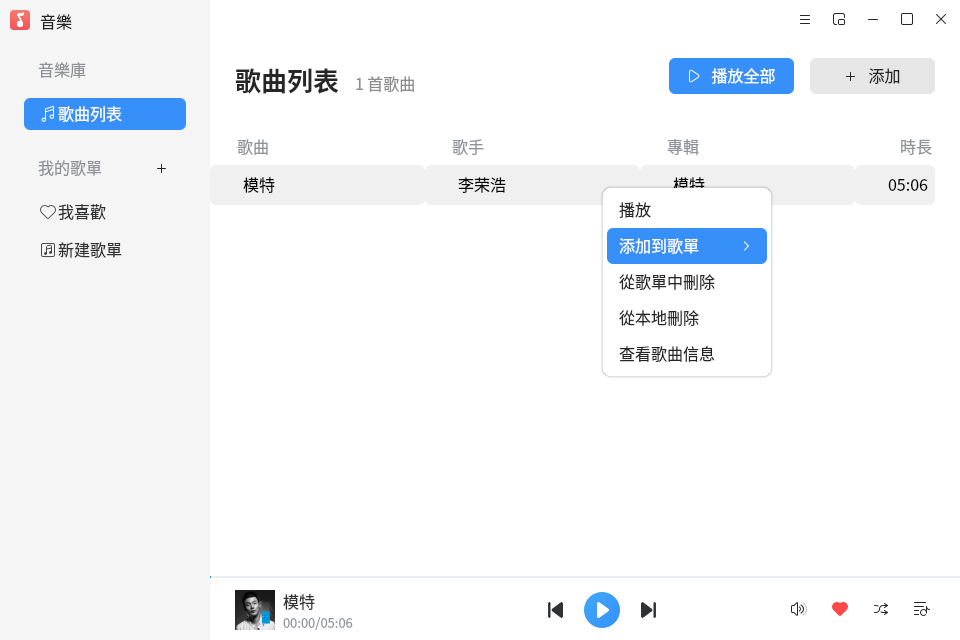 音樂
音樂庫
歌曲列表
我的歌單
我喜歡
新建歌單
歌曲列表 1 首歌曲
播放全部
添加
歌曲 歌手 專輯 時長
模特 李荣浩 模特 05:06
播放
添加到歌單
從歌單中刪除
從本地刪除
查看歌曲信息
模特
00:00/05:06